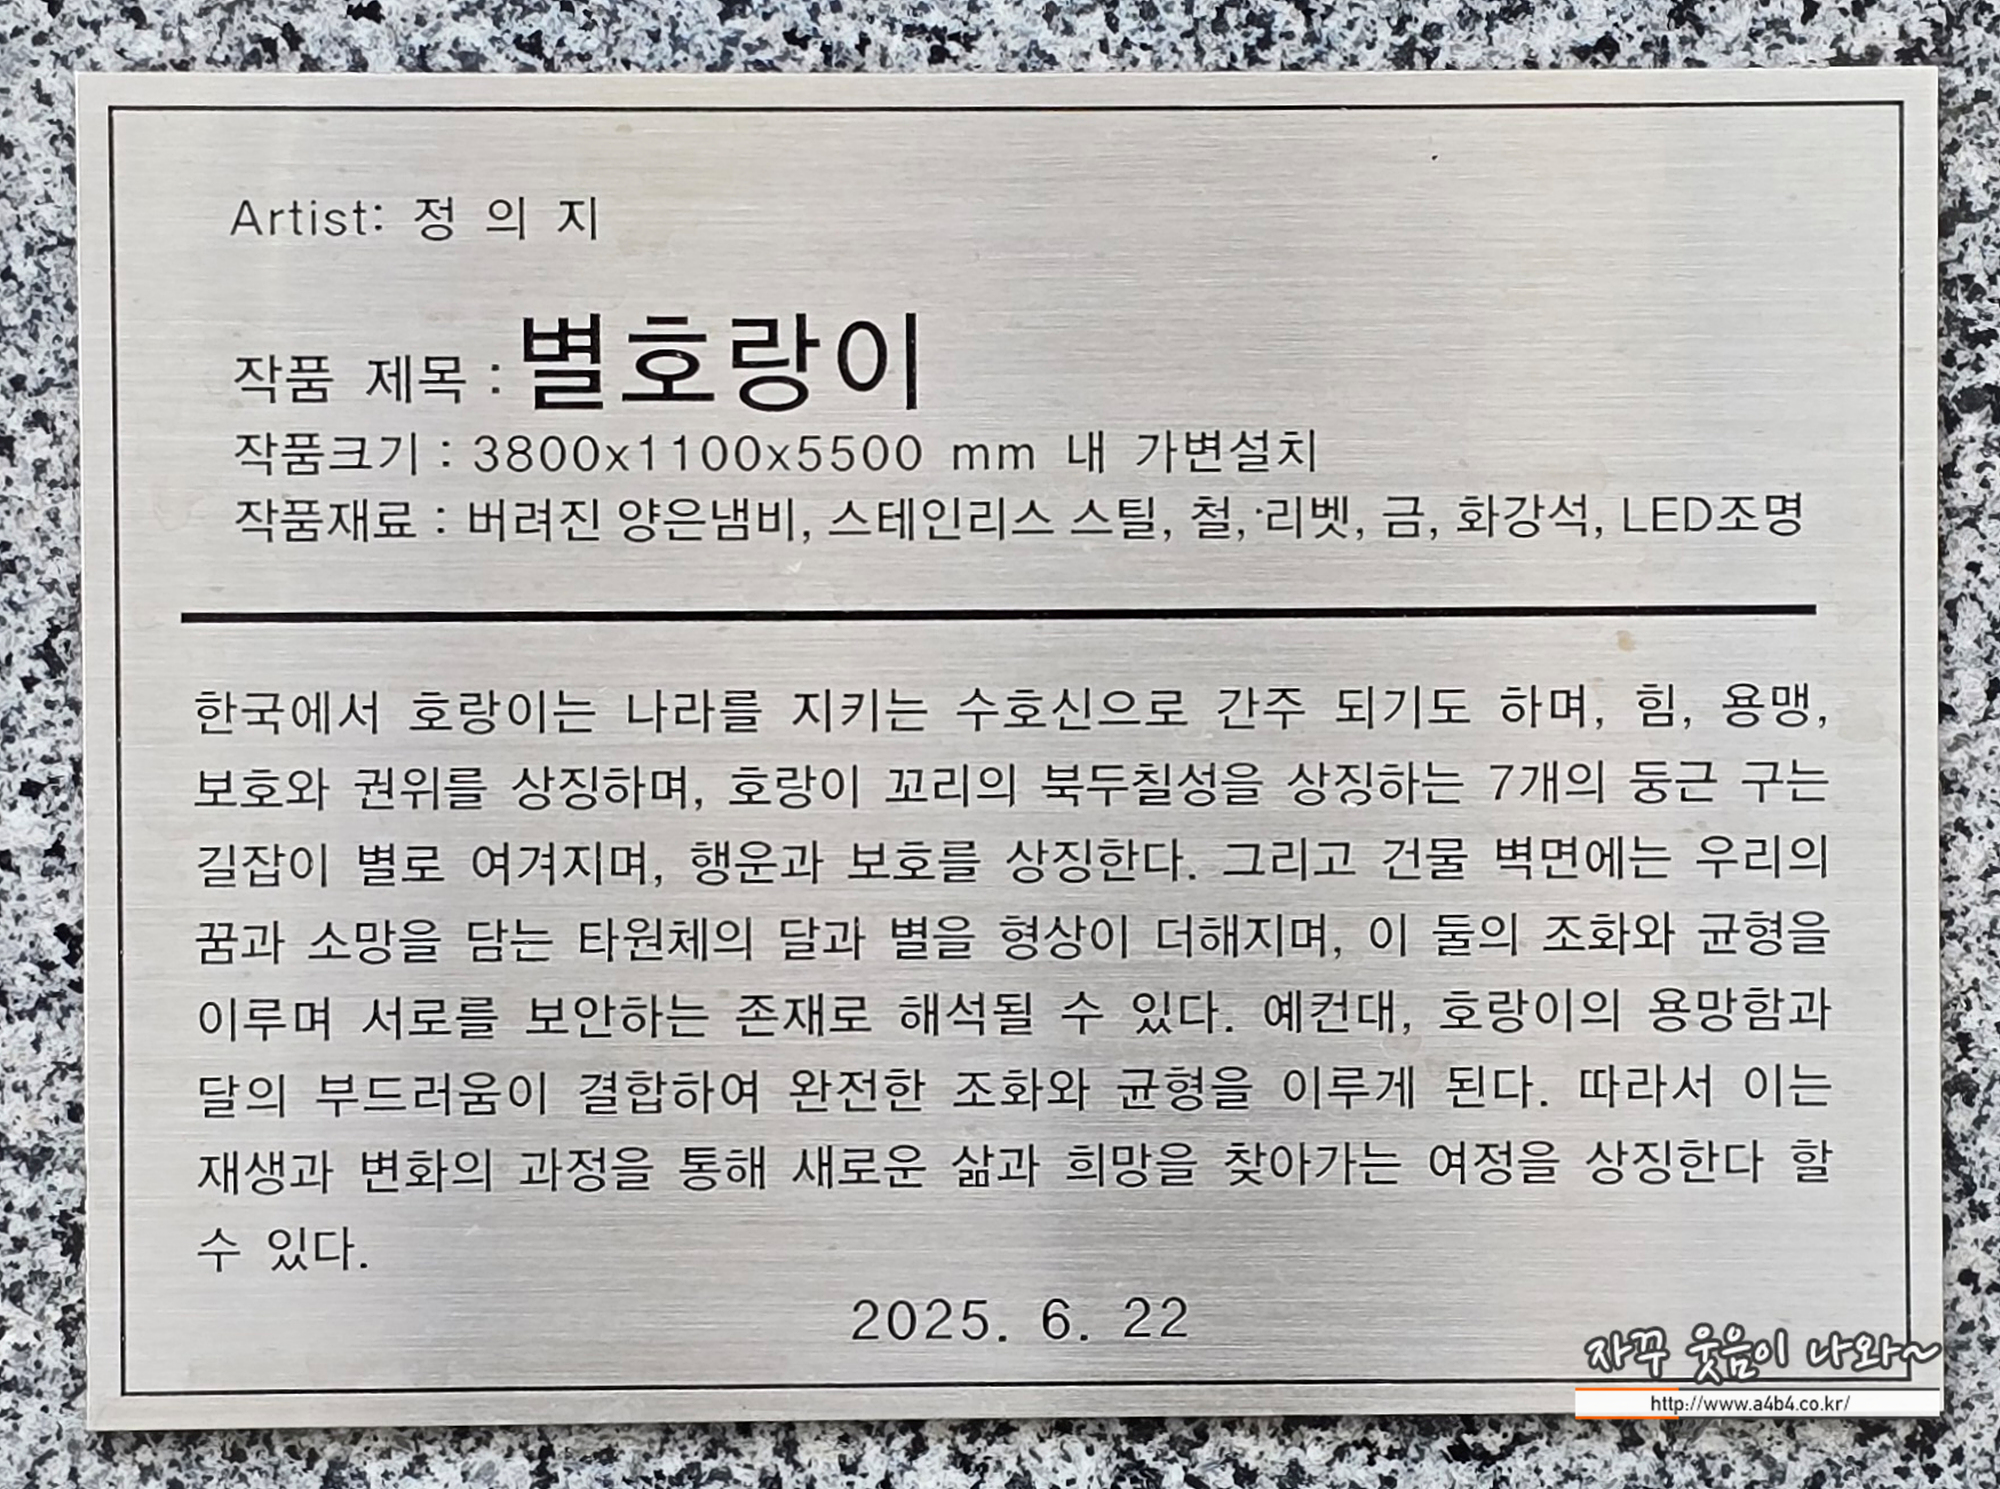 Artist: 정 의 지
작품 제목 : 별호랑이
작품크기 : 3800x1100x5500 mm 내 가변설치
작품재료 : 버려진 양은냄비, 스테인리스 스틸, 철, 리벳, 금, 화강석, LED조명
한국에서 호랑이는 나라를 지키는 수호신으로 간주 되기도 하며, 힘, 용맹,
보호와 권위를 상징하며, 호랑이 꼬리의 북두칠성을 상징하는 7개의 둥근 구는
길잡이 별로 여겨지며, 행운과 보호를 상징한다. 그리고 건물 벽면에는 우리의
꿈과 소망을 담는 타원체의 달과 별을 형상이 더해지며, 이 둘의 조화와 균형을
이루며 서로를 보안하는 존재로 해석될 수 있다. 예컨대, 호랑이의 용망함과
달의 부드러움이 결합하여 완전한 조화와 균형을 이루게 된다. 따라서 이는
재생과 변화의 과정을 통해 새로운 삶과 희망을 찾아가는 여정을 상징한다 할
수 있다.
2025. 6. 22
자꾸 웃음이 나와~
http://www.a4b4.co.kr/